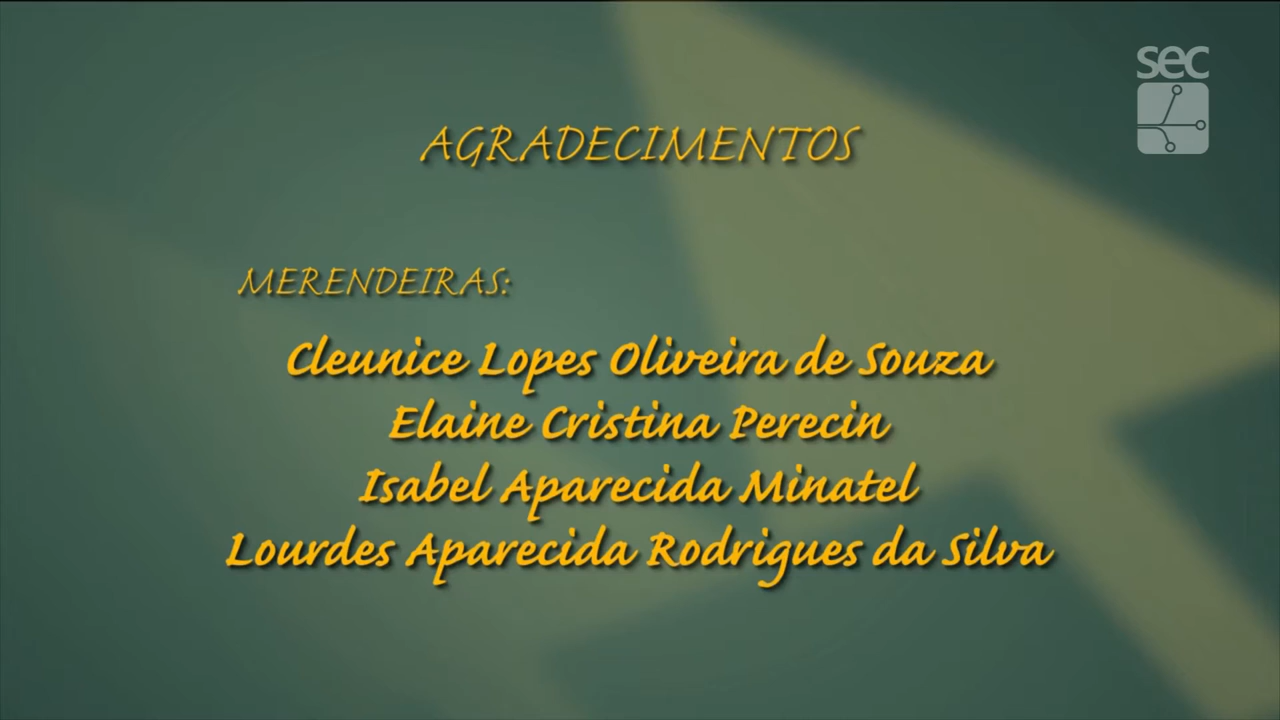 sec
AGRADECIMENTOS
MERENDEIRAS:
Cleunice Lopes Oliveira de Souza
Elaine Cristina Perecin
Isabel Aparecida Minatel
Lourdes Aparecida Rodrigues da Silva